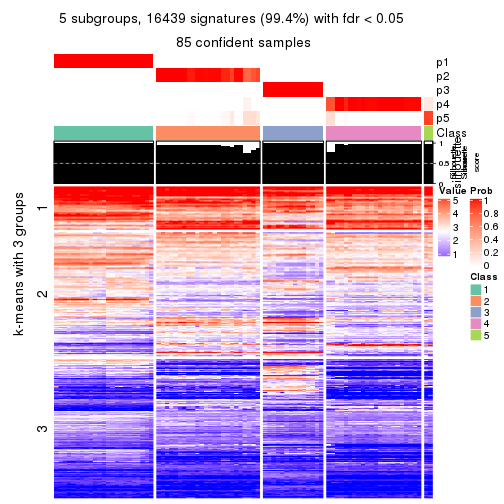 5 subgroups, 16439 signatures (99.4%) with fdr < 0.05
85 confident samples
p1
p2
p3
p4
p5
Class
1
0.5
0
silhouette
score
k-means with 3 groups
1
2
3
Value
5
4
3
2
1
Prob
1
0.8
0.6
0.4
0.2
0
Class
1
2
3
4
5